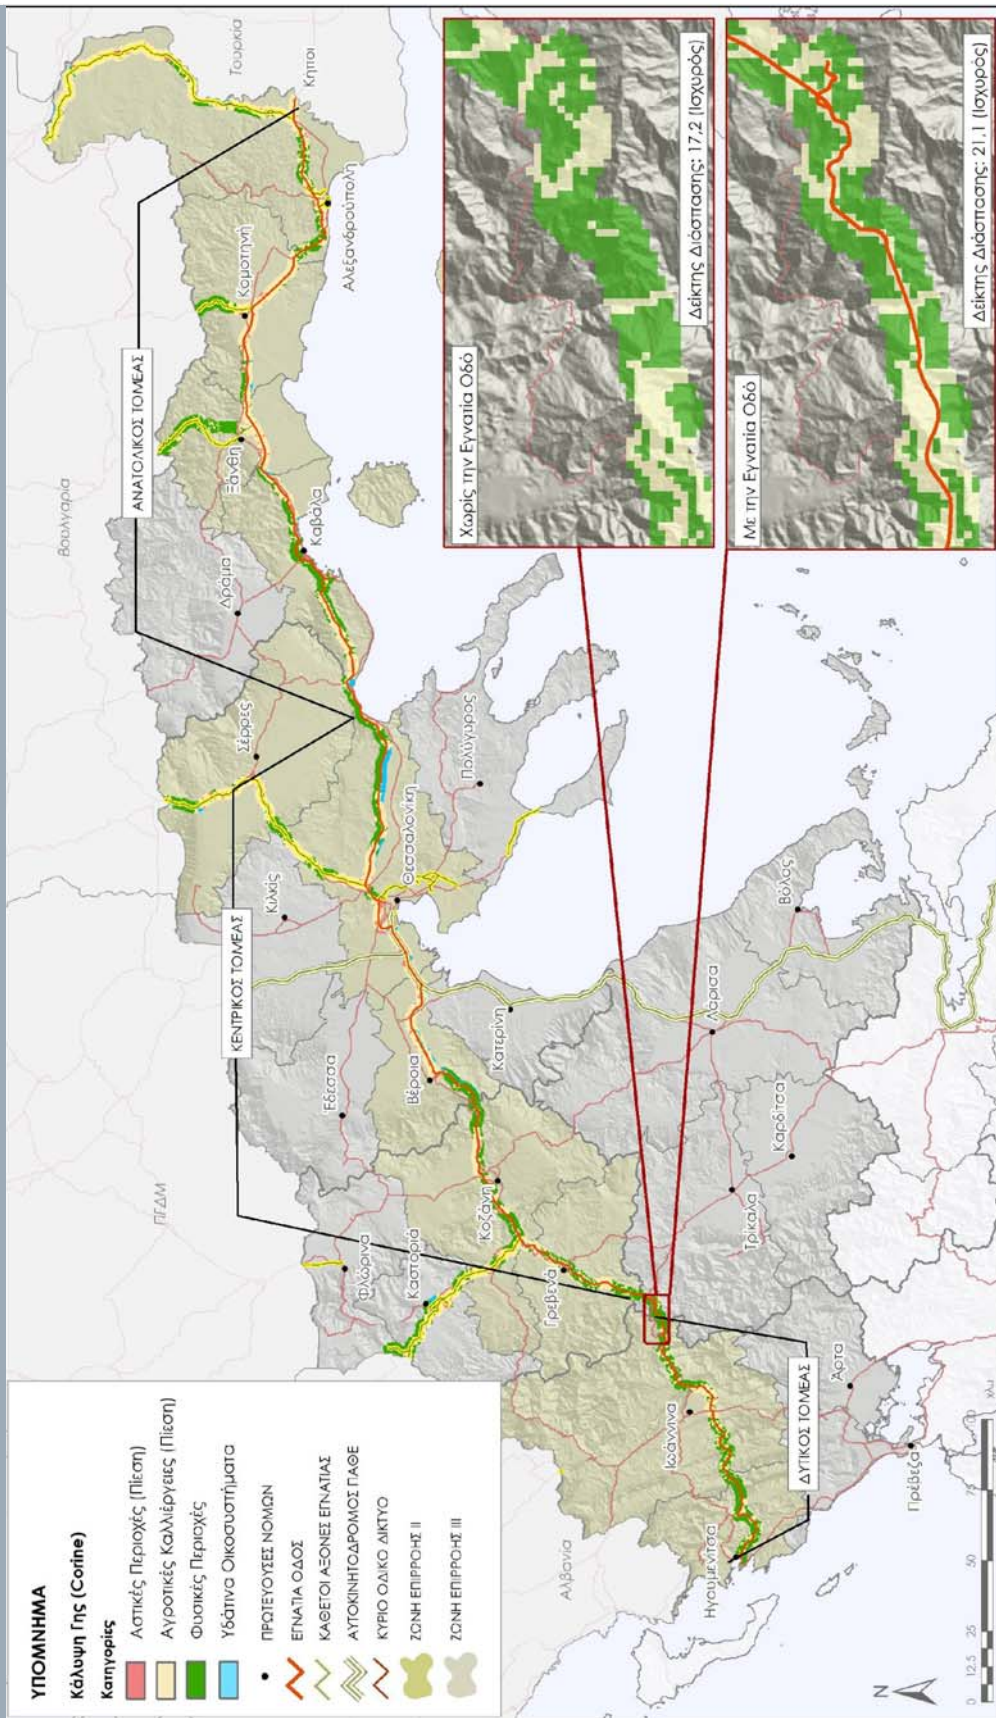 ΥΠΟΜΝΗΜΑ
Κάλυψη Γης (Corine)
Κατηγορίες
Αστικές Περιοχές (Πίεση)
Αγροτικές Καλλιέργειες (Πίεση)
Φυσικές Περιοχές
Υδάτινα Οικοσυστήματα
ΠΡΩΤΕΥΟΥΣΕΣ ΝΟΜΩΝ
ΕΓΝΑΤΙΑ ΟΔΟΣ
ΚΑΘΕΤΟΙ ΑΞΟΝΕΣ ΕΓΝΑΤΙΑΣ
ΑΥΤΟΚΙΝΗΤΟΔΡΟΜΟΣ ΠΑΘΕ
ΚΥΡΙΟ ΟΔΙΚΟ ΔΙΚΤΥΟ
ΖΩΝΗ ΕΠΙΡΡΟΗΣ ΙΙ
ΖΩΝΗ ΕΠΙΡΡΟΗΣ ΙΙΙ
N
0 12.5 25 50 75 100
χλμ
ΚΕΝΤΡΙΚΟΣ ΤΟΜΕΑΣ
ΑΝΑΤΟΛΙΚΟΣ ΤΟΜΕΑΣ
ΔΥΤΙΚΟΣ ΤΟΜΕΑΣ
ΠΓΔΜ
Βουλγαρία
Τουρκία
Αλβανία
Φλώρινα
Καστοριά
Έδεσσα
Κιλκίς
Σέρρες
Δράμα
Ξάνθη
Κομοτηνή
Κήποι
Αλεξανδρούπολη
Καβάλα
Θεσσαλονίκη
Πολύγυρος
Βέροια
Κατερίνη
Κοζάνη
Γρεβενά
Ιωάννινα
Ηγουμενίτσα
Άρτα
Πρέβεζα
Τρίκαλα
Καρδίτσα
Λάρισα
Βόλος
Χωρίς την Εγνατία Οδό
Δείκτης Διάσπασης: 17,2 (Ισχυρός)
Με την Εγνατία Οδό
Δείκτης Διάσπασης: 21,1 (Ισχυρός)